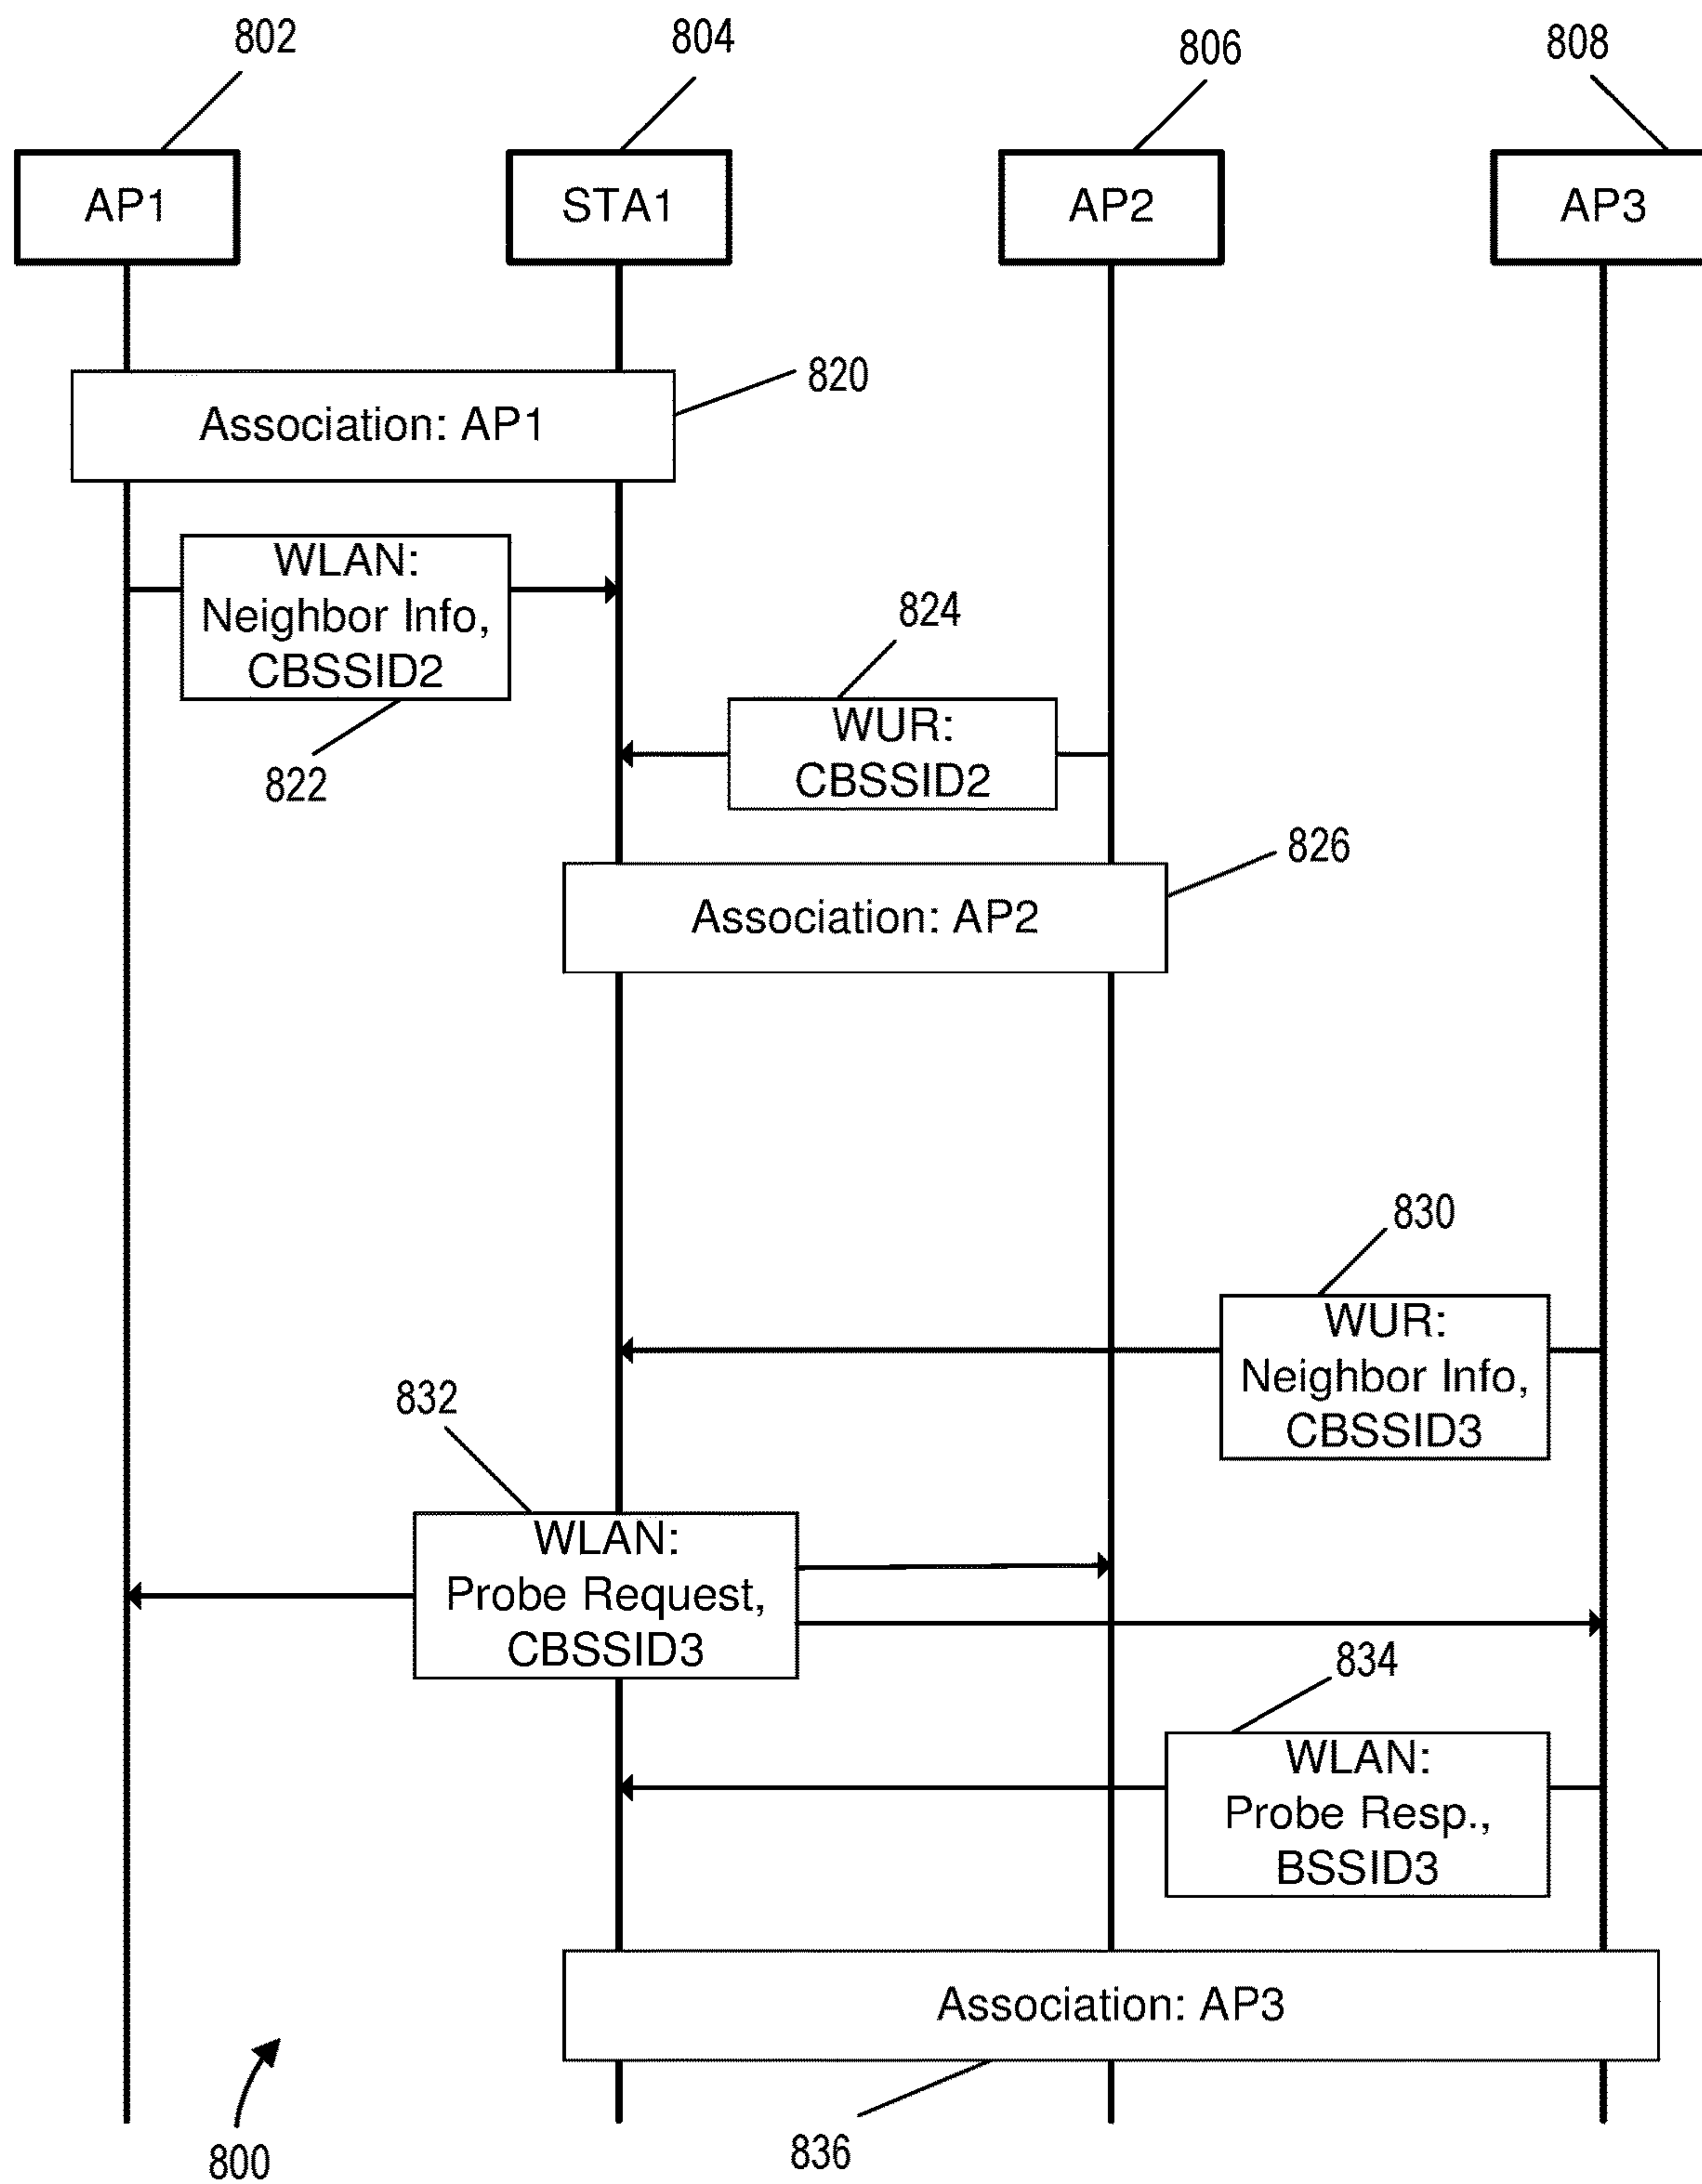 802
804
806
808
AP1
STA1
AP2
AP3
820
Association: AP1
WLAN:
Neighbor Info,
CBSSID2
822
824
WUR:
CBSSID2
826
Association: AP2
830
WUR:
Neighbor Info,
CBSSID3
832
WLAN:
Probe Request,
CBSSID3
834
WLAN:
Probe Resp.,
BSSID3
Association: AP3
836
800